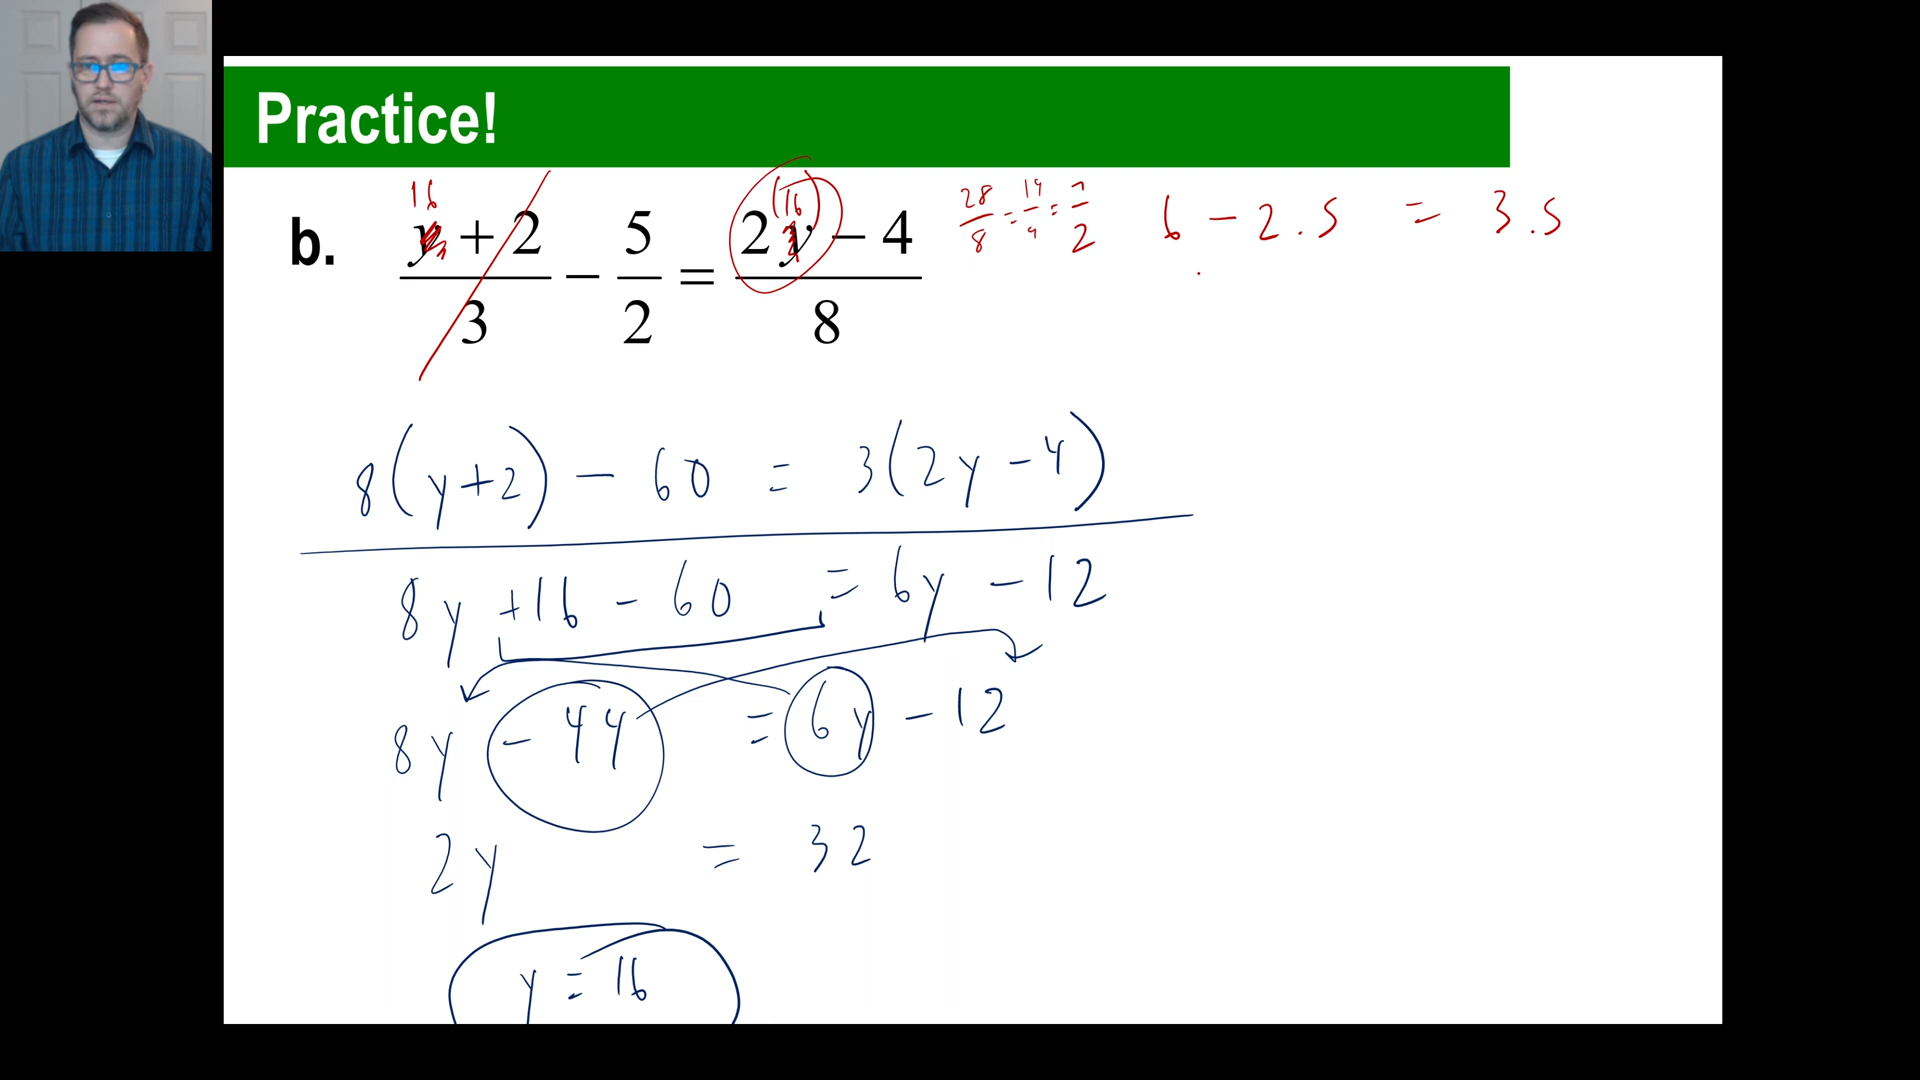 Practice!
b. (y + 2)/3 − 5/2 = (2y − 4)/8
16 (16) 28/8 = 14/4 = 7/2 6 − 2.5 = 3.5
8(y+2) − 60 = 3(2y − 4)
8y +16 − 60 = 6y − 12
8y − 44 = 6y − 12
2y = 32
y = 16